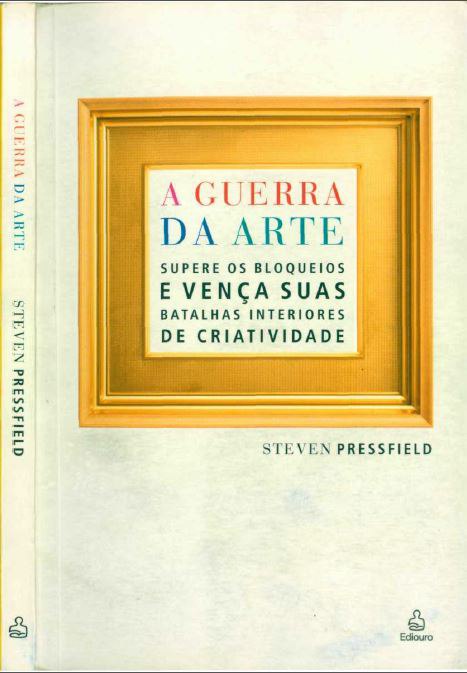 A GUERRA DA ARTE
STEVEN PRESSFIELD
A GUERRA
DA ARTE
SUPERE OS BLOQUEIOS
E VENÇA SUAS
BATALHAS INTERIORES
DE CRIATIVIDADE
STEVEN PRESSFIELD
Ediouro